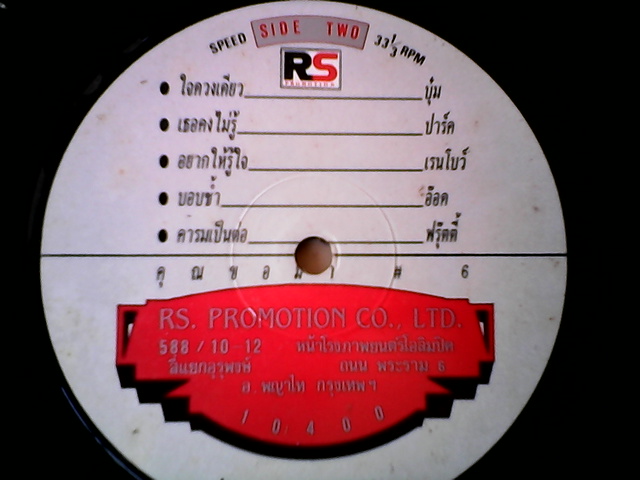 SPEED SIDE TWO 33 1/3 RPM
RS
PROMOTION
● ใจดวงเดียว บุ๋ม
● เธอคงไม่รู้ ปาร์ค
● อยากให้รู้ใจ เรนโบว์
● บอบช้ำ อ๊อด
● คารมเป็นต่อ ฟรุ๊ตตี้
คุณขอมา # 6
RS. PROMOTION CO., LTD.
588 / 10-12 หน้าโรงภาพยนตร์โอลิมปิค
สี่แยกอุรุพงษ์ ถนน พระราม 6
อ. พญาไท กรุงเทพฯ
10400